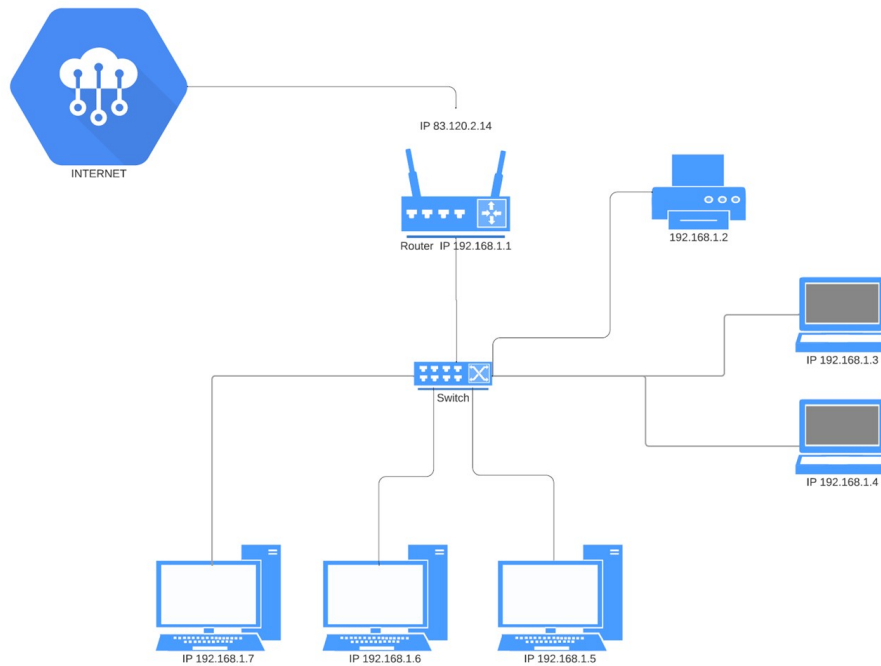 IP 83.120.2.14
INTERNET
Router IP 192.168.1.1
192.168.1.2
IP 192.168.1.3
Switch
IP 192.168.1.4
IP 192.168.1.7
IP 192.168.1.6
IP 192.168.1.5